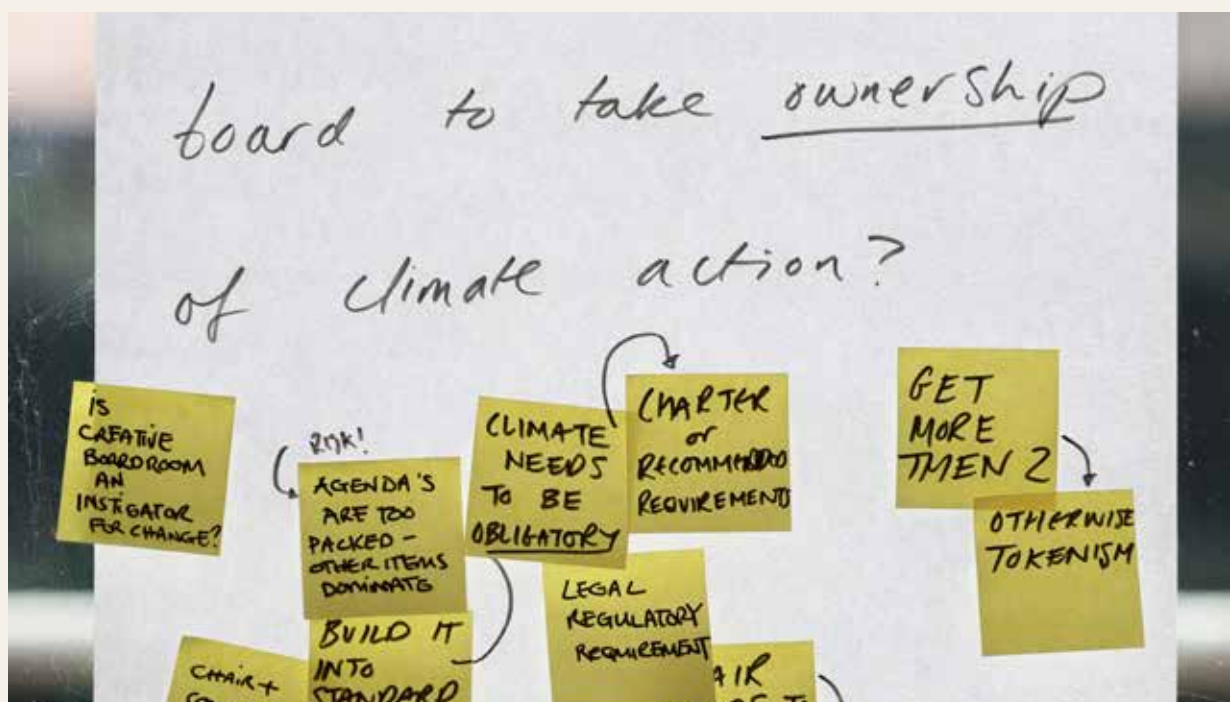 board to take ownership
of climate action?
is
CREATIVE
BOARDROOM
AN
INSTIGATOR
FOR CHANGE?
RISK!
AGENDA'S
ARE TOO
PACKED -
OTHER ITEMS
DOMINATE
BUILD IT
INTO
STANDARD
CLIMATE
NEEDS
TO BE
OBLIGATORY
CHARTER
or
RECOMMENDED
REQUIREMENTS
LEGAL
REGULATORY
REQUIREMENT
GET
MORE
THEN 2
OTHERWISE
TOKENISM
CHAIR +